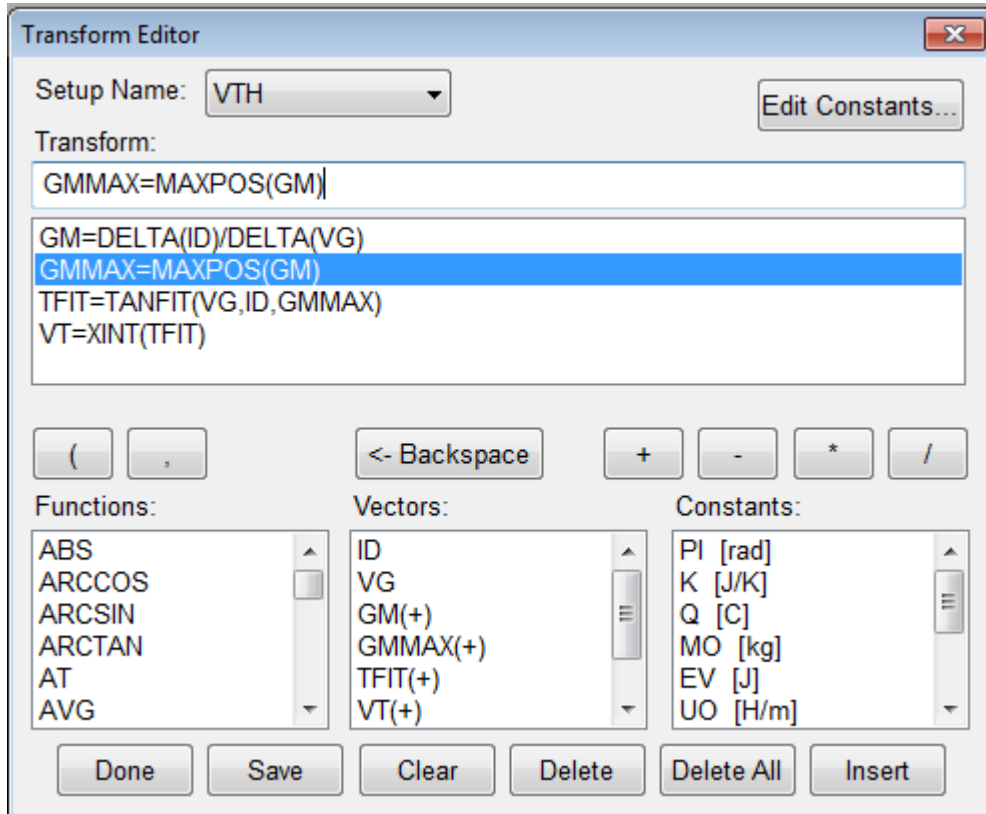 Transform Editor
Setup Name: VTH
Edit Constants...
Transform:
GMMAX=MAXPOS(GM)
GM=DELTA(ID)/DELTA(VG)
GMMAX=MAXPOS(GM)
TFIT=TANFIT(VG,ID,GMMAX)
VT=XINT(TFIT)
( , <- Backspace + - * /
Functions:
ABS
ARCCOS
ARCSIN
ARCTAN
AT
AVG
Vectors:
ID
VG
GM(+)
GMMAX(+)
TFIT(+)
VT(+)
Constants:
PI [rad]
K [J/K]
Q [C]
MO [kg]
EV [J]
UO [H/m]
Done Save Clear Delete Delete All Insert